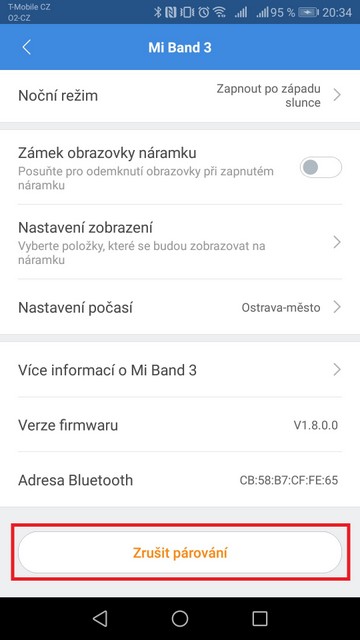 T-Mobile CZ
O2-CZ
95 %
20:34
Mi Band 3
Noční režim
Zapnout po západu
slunce
Zámek obrazovky náramku
Posuňte pro odemknutí obrazovky při zapnutém
náramku
Nastavení zobrazení
Vyberte položky, které se budou zobrazovat na
náramku
Nastavení počasí
Ostrava-město
Více informací o Mi Band 3
Verze firmwaru
V1.8.0.0
Adresa Bluetooth
CB:58:B7:CF:FE:65
Zrušit párování